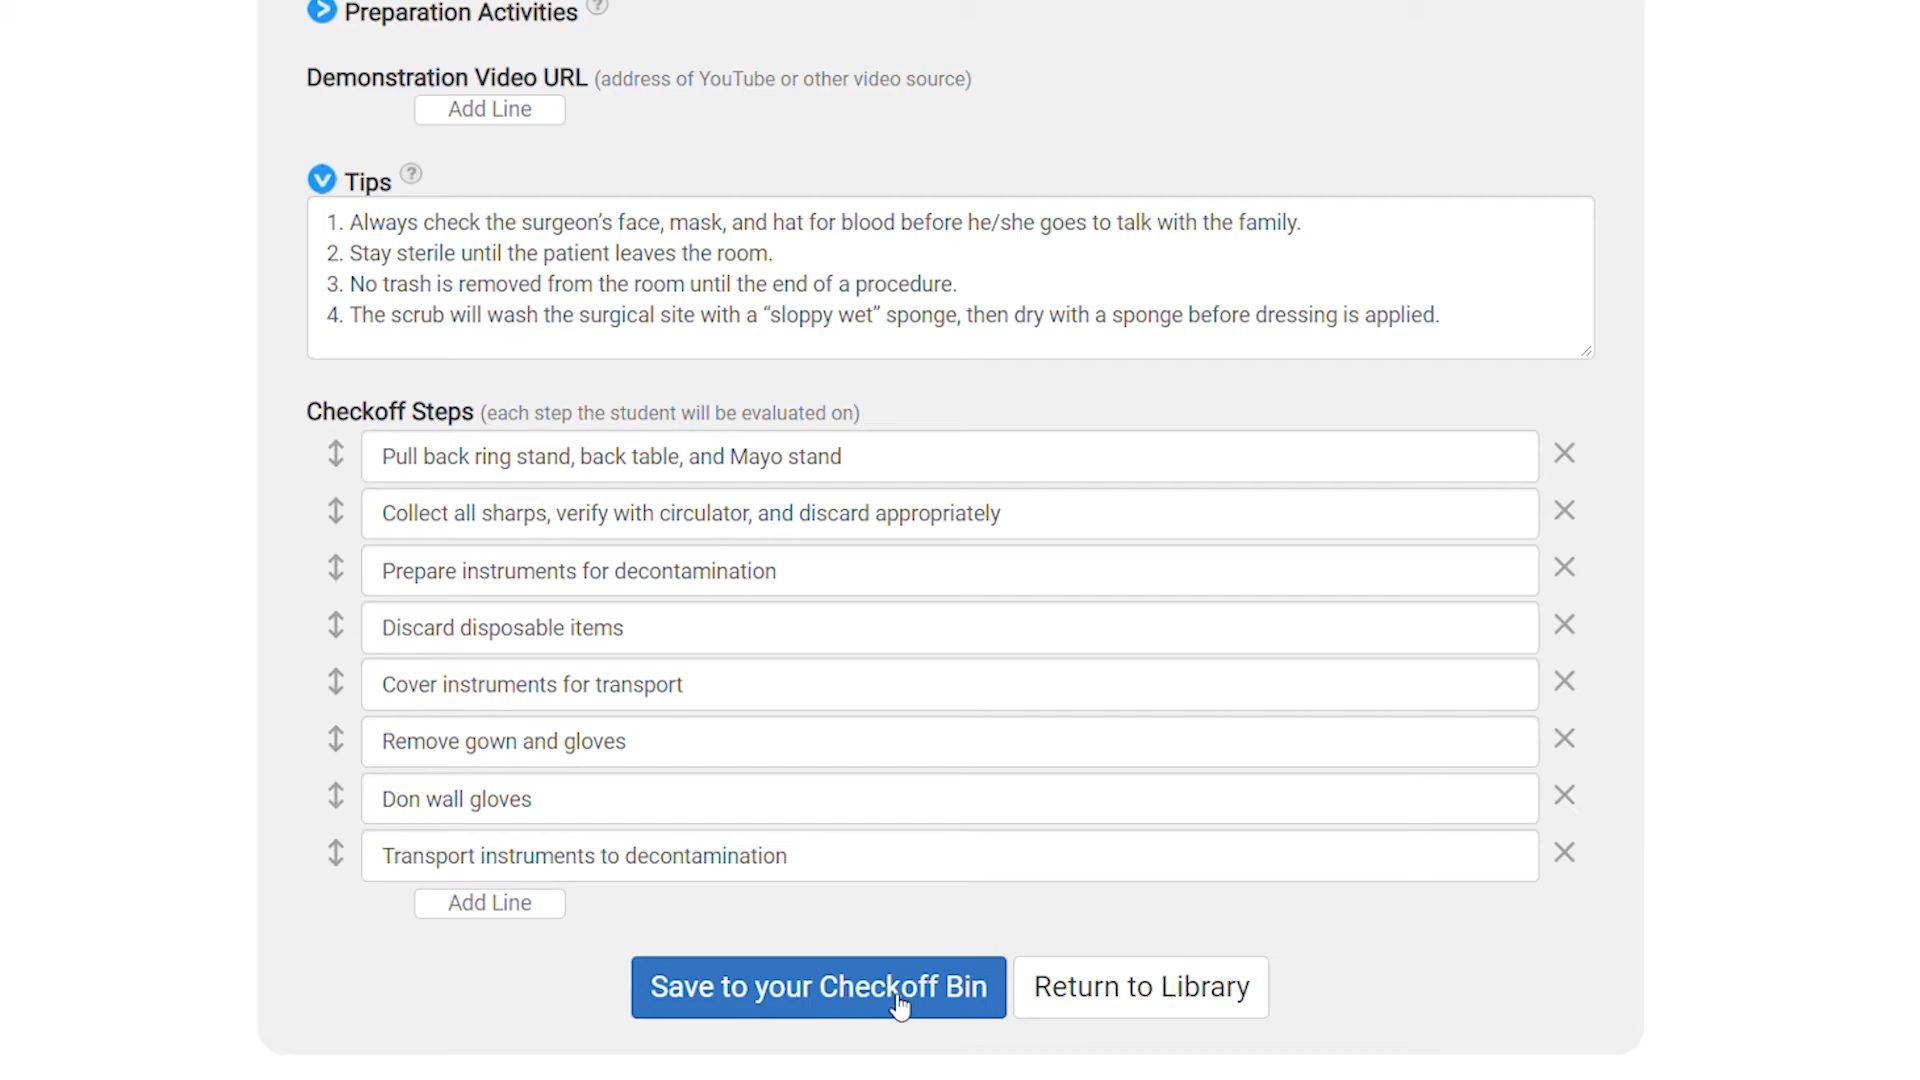 Preparation Activities ?
Demonstration Video URL (address of YouTube or other video source)
Add Line
Tips ?
1. Always check the surgeon’s face, mask, and hat for blood before he/she goes to talk with the family.
2. Stay sterile until the patient leaves the room.
3. No trash is removed from the room until the end of a procedure.
4. The scrub will wash the surgical site with a “sloppy wet” sponge, then dry with a sponge before dressing is applied.
Checkoff Steps (each step the student will be evaluated on)
Pull back ring stand, back table, and Mayo stand
Collect all sharps, verify with circulator, and discard appropriately
Prepare instruments for decontamination
Discard disposable items
Cover instruments for transport
Remove gown and gloves
Don wall gloves
Transport instruments to decontamination
Add Line
Save to your Checkoff Bin
Return to Library